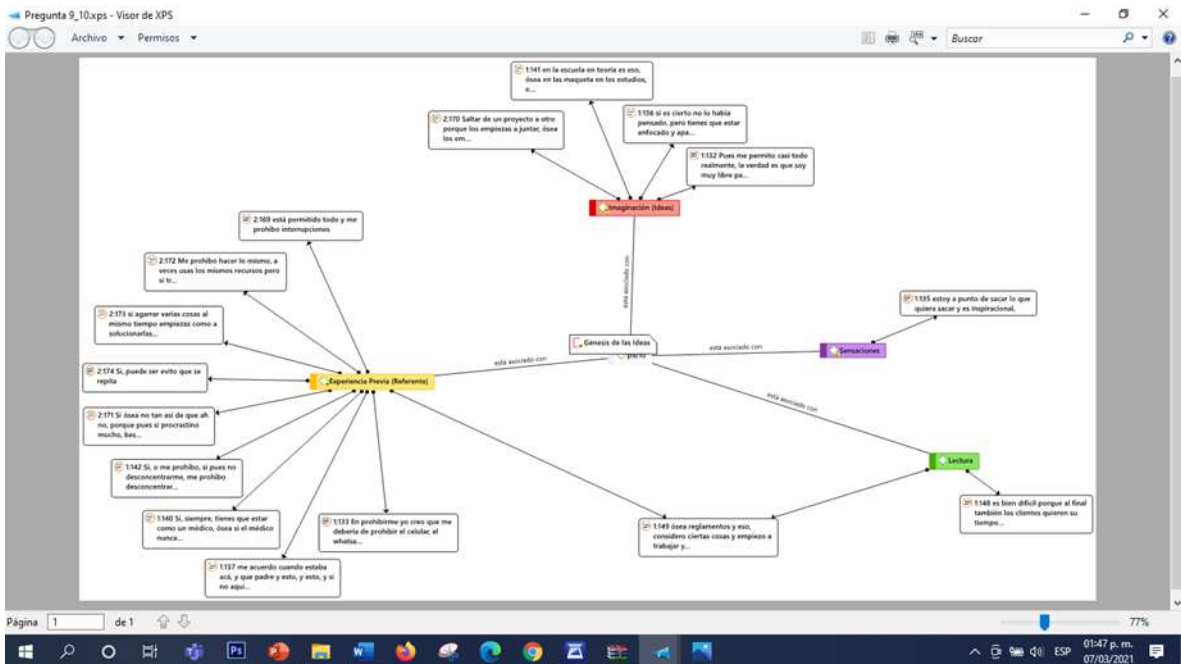 Pregunta 9_10.xps - Visor de XPS
Archivo Permisos
Buscar
1:141 en la escuela en teoría es eso,
ósea en las maqueta en los estudios,
e...
2:170 Saltar de un proyecto a otro
porque los empiezas a juntar, ósea
los em...
1:136 si es cierto no lo había
pensado, pero tienes que estar
enfocado y apa...
1:132 Pues me permito casi todo
realmente, la verdad es que soy
muy libre pa...
Imaginación (Ideas)
2:169 está permitido todo y me
prohíbo interrupciones
2:172 Me prohíbo hacer lo mismo, a
veces usas los mismos recursos pero
si tr...
está asociado con
1:135 estoy a punto de sacar lo que
quiera sacar y es inspiracional,
2:173 si agarrar varias cosas al
mismo tiempo empiezas como a
solucionarlas...
Génesis de las Ideas
está asociado con
está asociado con
Sensaciones
2:174 Si, puede ser evito que se
repita
Experiencia Previa (Referente)
está asociado con
2:171 Si ósea no tan así de que ah
no, porque pues si procrastino
mucho, bas...
1:142 Si, o me prohíbo, si pues no
desconcentrarme, me prohíbo
desconcentrar...
Lectura
1:140 Si, siempre, tienes que estar
como un médico, ósea si el médico
nunca...
1:133 En prohibirme yo creo que me
debería de prohibir el celular, el
whatsa...
1:149 ósea reglamentos y eso,
considero ciertas cosas y empiezo a
trabajar y...
1:148 es bien difícil porque al final
también los clientes quieren su
tiempo...
1:137 me acuerdo cuando estaba
acá, y que padre y esto, y esto, y si
no aquí...
Página 1 de 1
77%
ESP
01:47 p. m.
07/03/2021